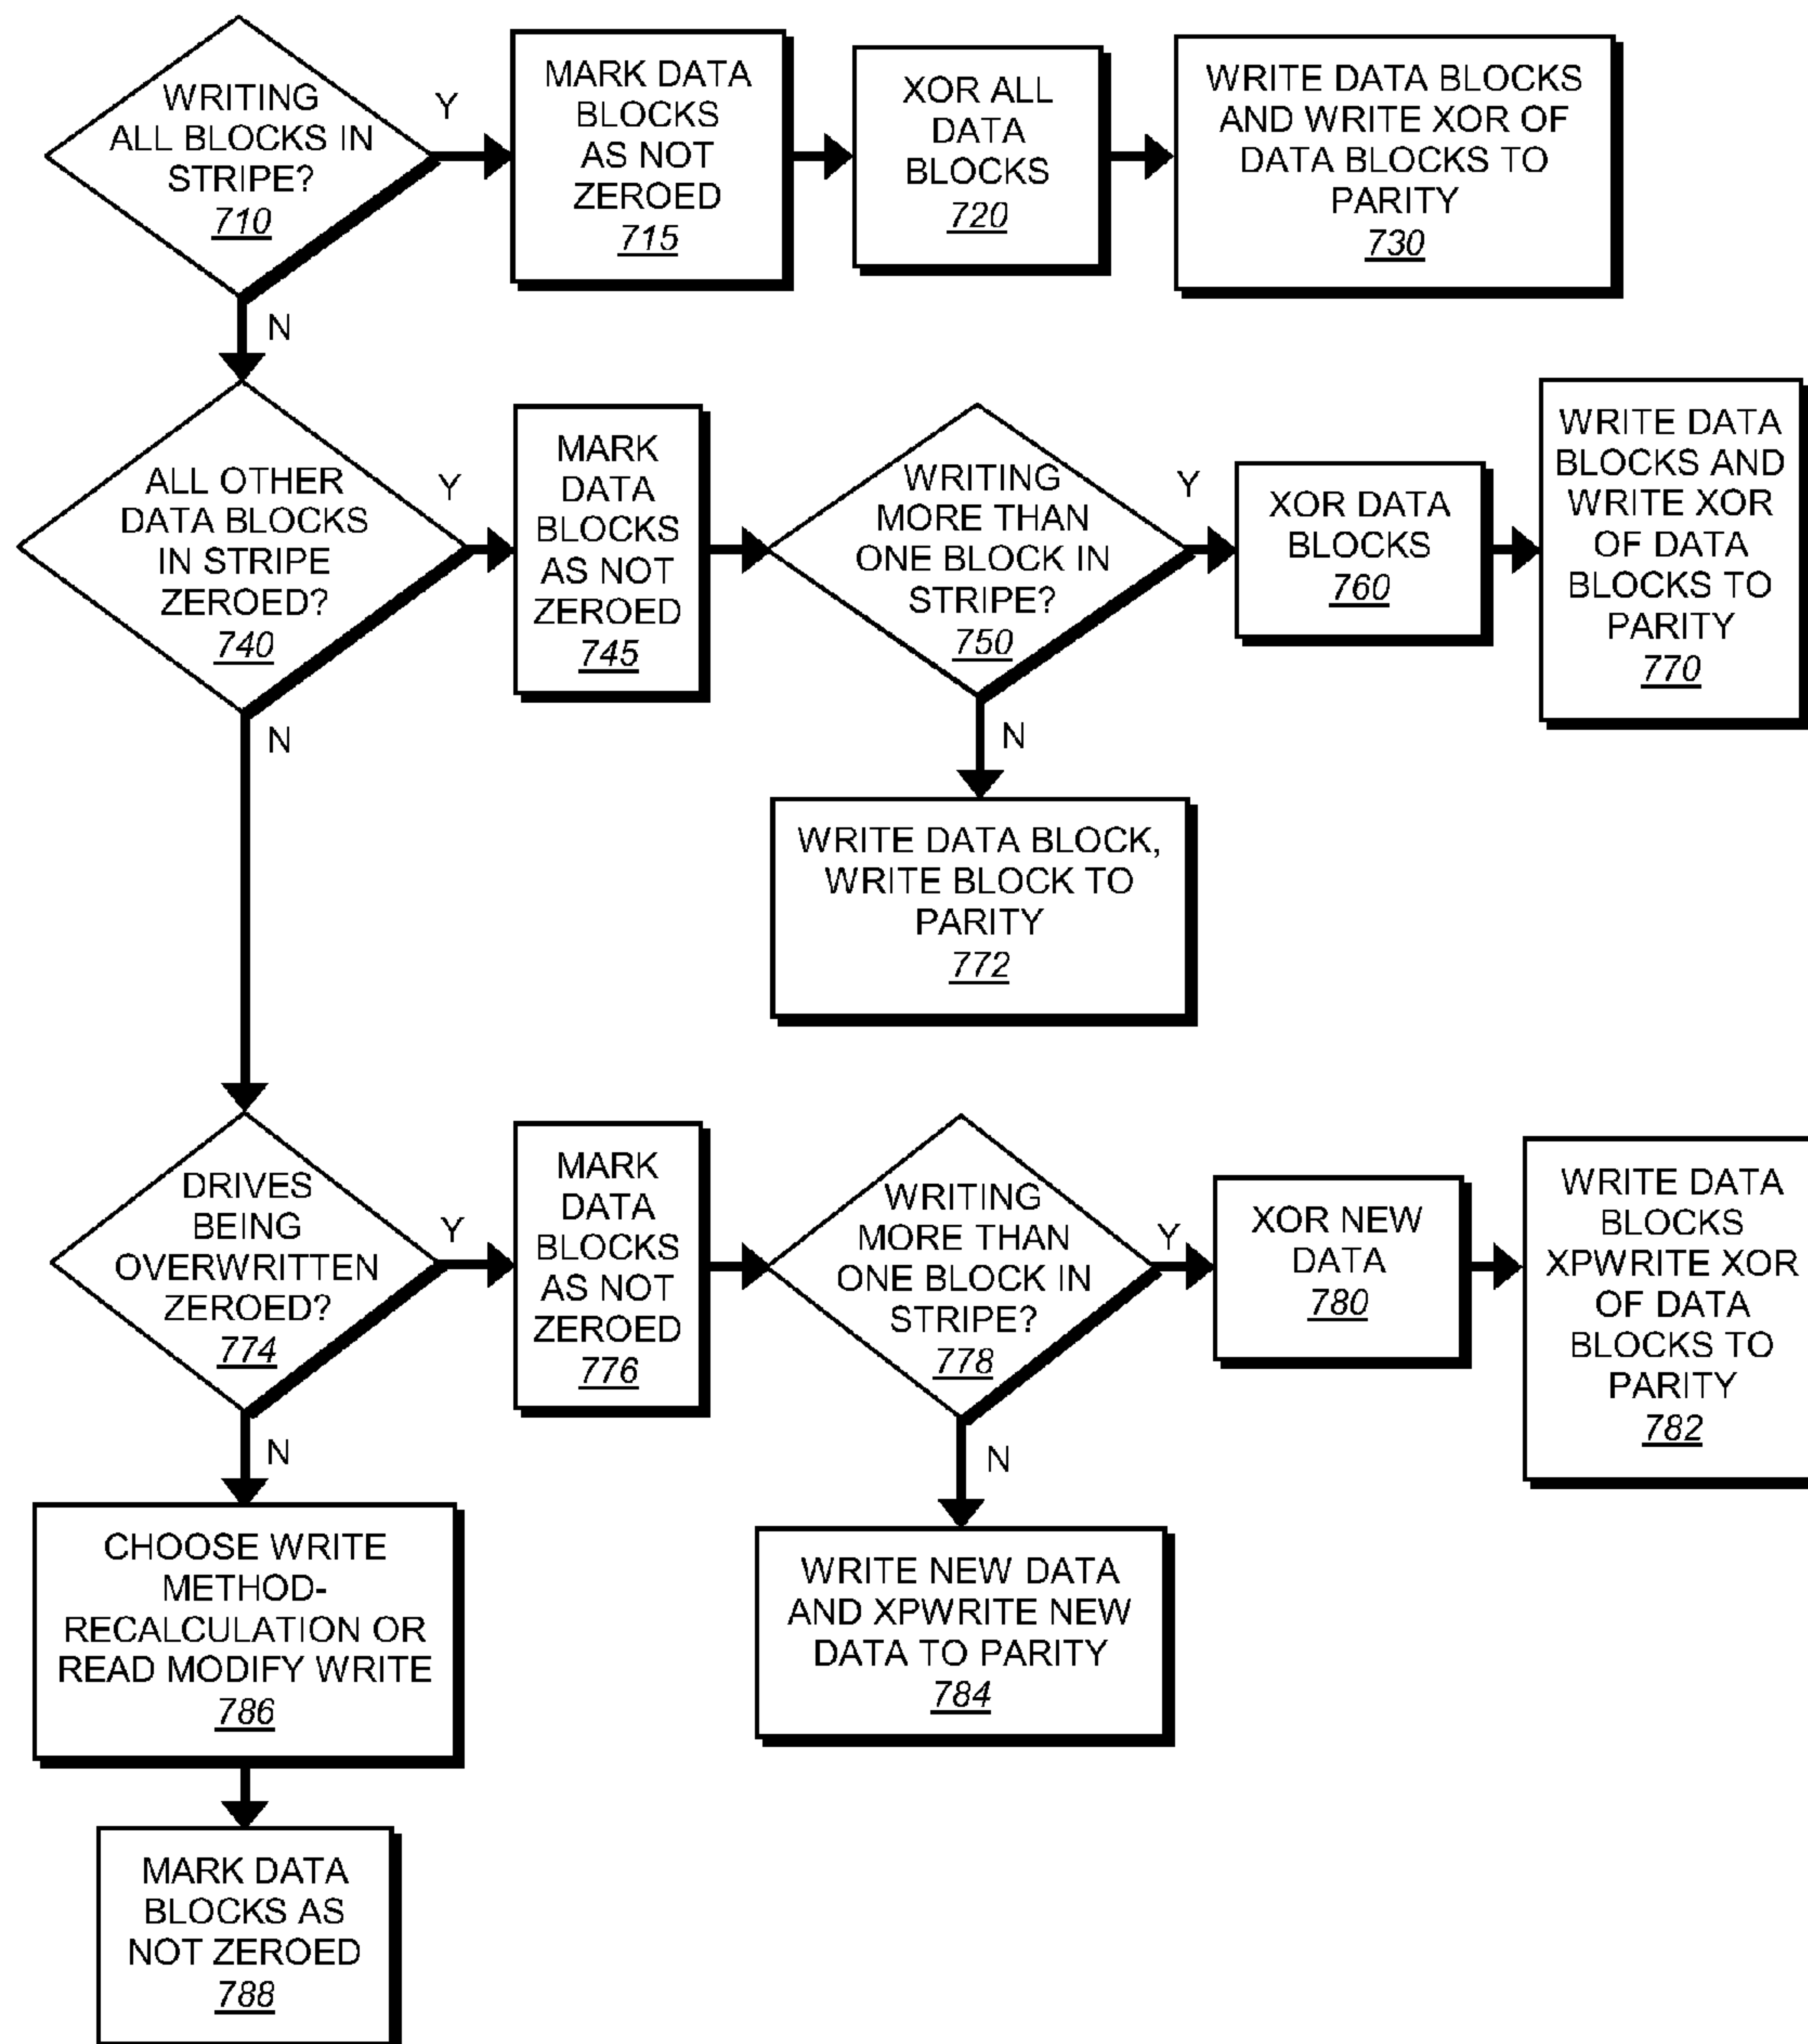 WRITING
ALL BLOCKS IN
STRIPE?
710
Y
MARK DATA
BLOCKS
AS NOT
ZEROED
715
XOR ALL
DATA
BLOCKS
720
WRITE DATA BLOCKS
AND WRITE XOR OF
DATA BLOCKS TO
PARITY
730
N
ALL OTHER
DATA BLOCKS
IN STRIPE
ZEROED?
740
Y
MARK
DATA
BLOCKS
AS NOT
ZEROED
745
WRITING
MORE THAN
ONE BLOCK IN
STRIPE?
750
Y
XOR DATA
BLOCKS
760
WRITE DATA
BLOCKS AND
WRITE XOR
OF DATA
BLOCKS TO
PARITY
770
N
WRITE DATA BLOCK,
WRITE BLOCK TO
PARITY
772
N
DRIVES
BEING
OVERWRITTEN
ZEROED?
774
Y
MARK
DATA
BLOCKS
AS NOT
ZEROED
776
WRITING
MORE THAN
ONE BLOCK IN
STRIPE?
778
Y
XOR NEW
DATA
780
WRITE DATA
BLOCKS
XPWRITE XOR
OF DATA
BLOCKS TO
PARITY
782
N
WRITE NEW DATA
AND XPWRITE NEW
DATA TO PARITY
784
N
CHOOSE WRITE
METHOD-
RECALCULATION OR
READ MODIFY WRITE
786
MARK DATA
BLOCKS AS
NOT ZEROED
788